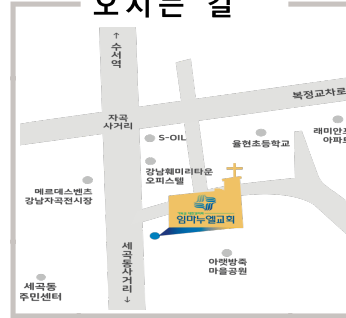 오시는 길
↑
수서역
복정교차로
자곡
사거리
S-OIL
율현초등학교
래미안포
아파트
강남훼미리타운
오피스텔
메르데스벤츠
강남자곡전시장
임마누엘교회
세곡동사거리
↓
아랫방죽
마을공원
세곡동
주민센터